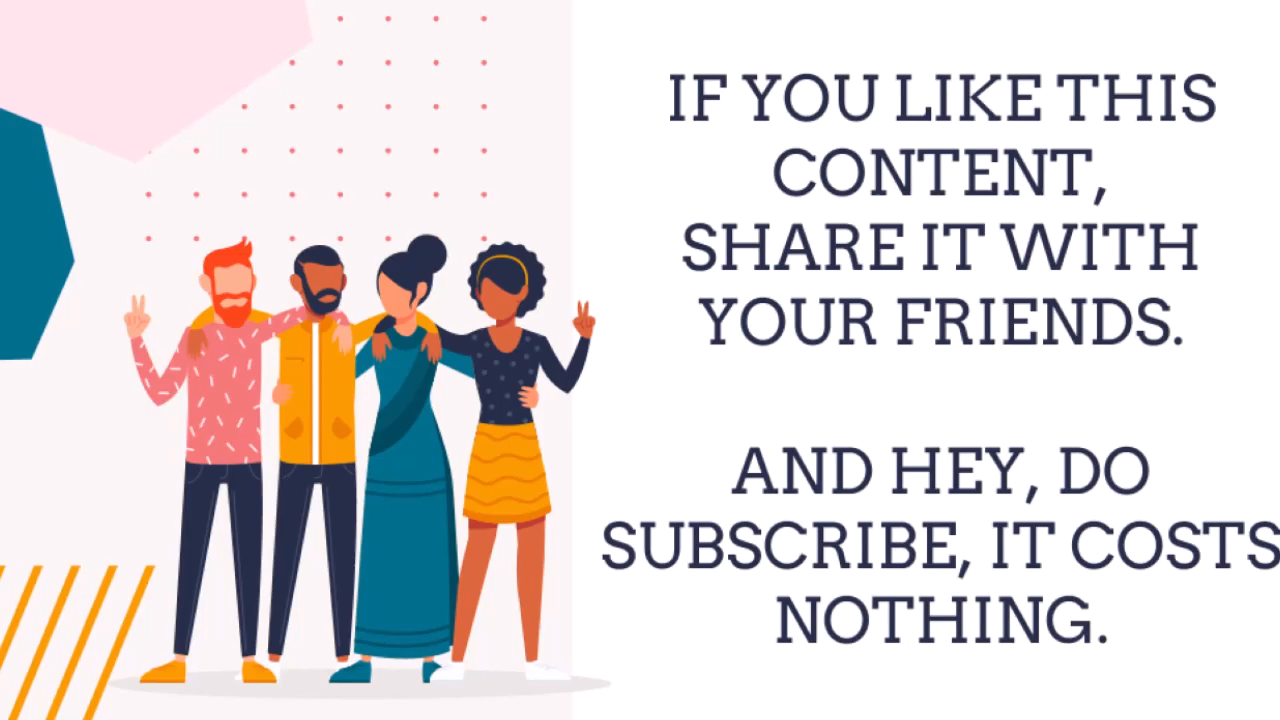 IF YOU LIKE THIS
CONTENT,
SHARE IT WITH
YOUR FRIENDS.
AND HEY, DO
SUBSCRIBE, IT COSTS
NOTHING.